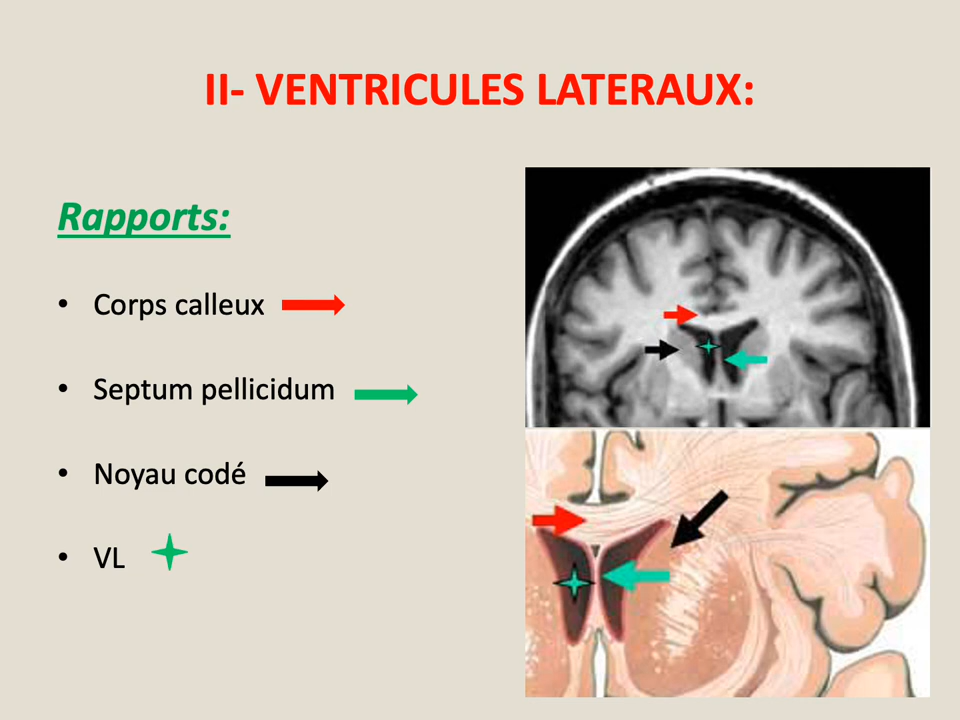 II- VENTRICULES LATERAUX:
Rapports:
• Corps calleux
• Septum pellicidum
• Noyau codé
• VL